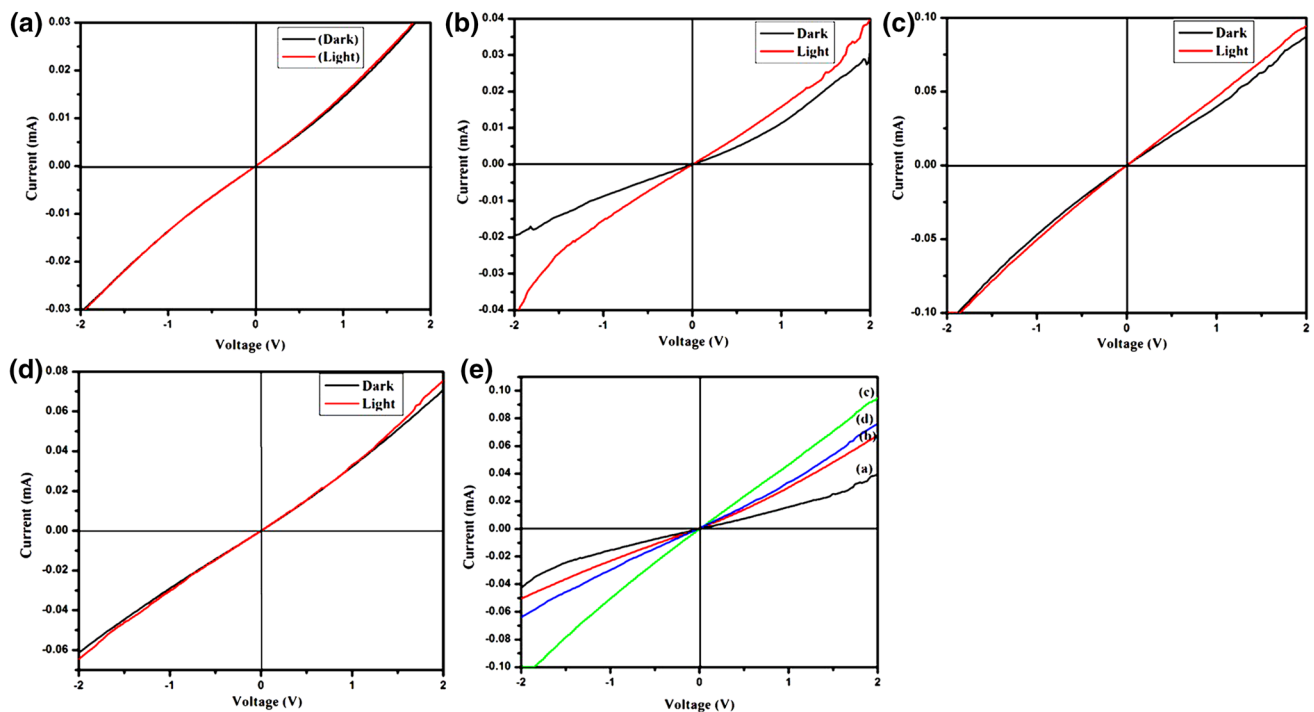 (a)
(Dark)
(Light)
0.03
0.02
0.01
0.00
-0.01
-0.02
-0.03
Current (mA)
-2 -1 0 1 2
Voltage (V)
(b)
Dark
Light
0.04
0.03
0.02
0.01
0.00
-0.01
-0.02
-0.03
-0.04
Current (mA)
-2 -1 0 1 2
Voltage (V)
(c)
Dark
Light
0.10
0.05
0.00
-0.05
-0.10
Current (mA)
-2 -1 0 1 2
Voltage (V)
(d)
Dark
Light
0.08
0.06
0.04
0.02
0.00
-0.02
-0.04
-0.06
Current (mA)
-2 -1 0 1 2
Voltage (V)
(e)
0.10
0.08
0.06
0.04
0.02
0.00
-0.02
-0.04
-0.06
-0.08
-0.10
Current (mA)
(c)
(d)
(b)
(a)
-2 -1 0 1 2
Voltage (V)